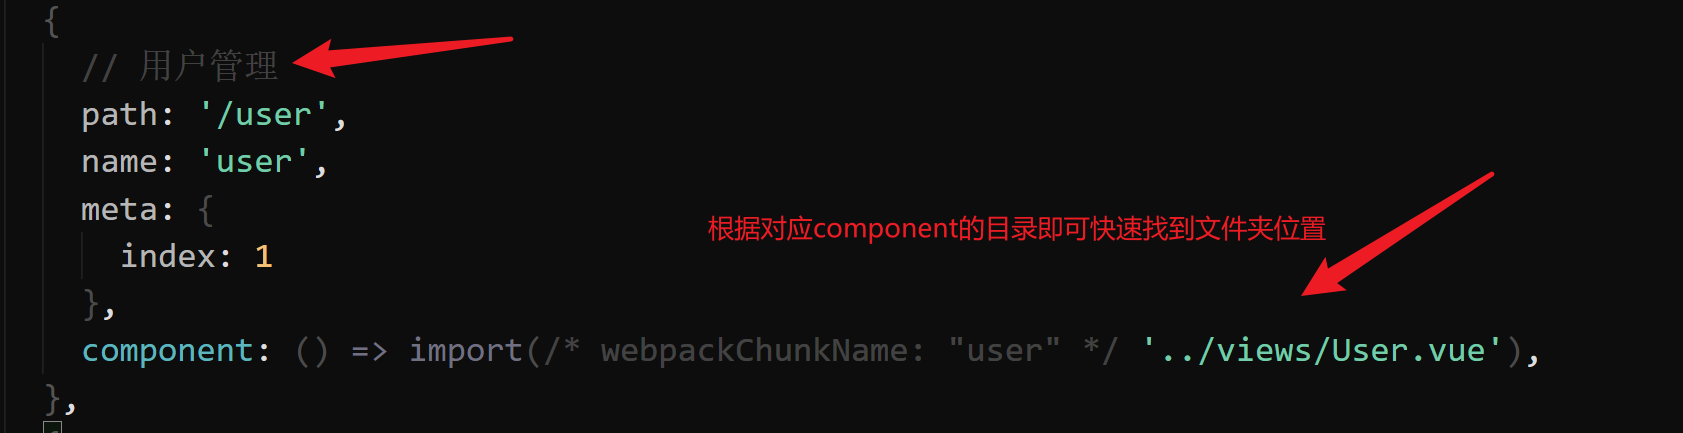 {
// 用户管理
path: '/user',
name: 'user',
meta: {
根据对应component的目录即可快速找到文件夹位置
index: 1
},
component: () => import(/* webpackChunkName: "user" */ '../views/User.vue'),
},
{